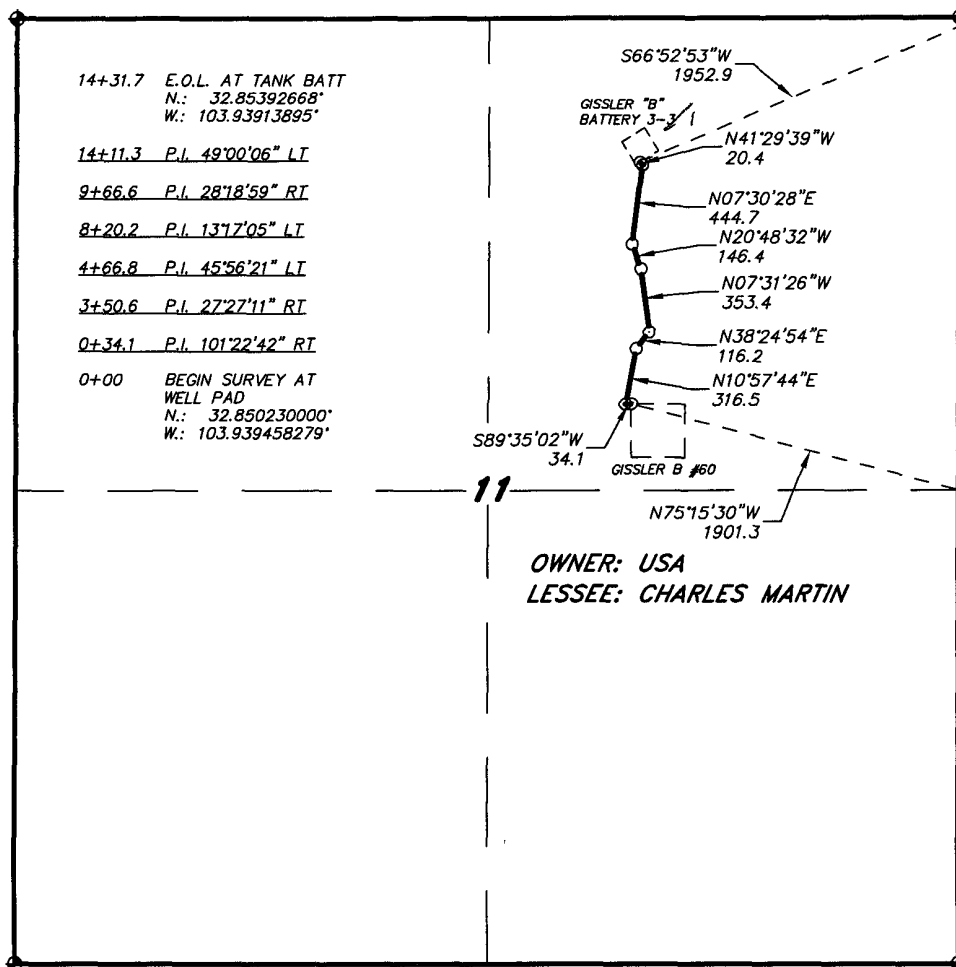 14+31.7 E.O.L. AT TANK BATT
N.: 32.85392668°
W.: 103.93913895°
14+11.3 P.I. 49°00'06" LT
9+66.6 P.I. 28°18'59" RT
8+20.2 P.I. 13°17'05" LT
4+66.8 P.I. 45°56'21" LT
3+50.6 P.I. 27°27'11" RT
0+34.1 P.I. 101°22'42" RT
0+00 BEGIN SURVEY AT
WELL PAD
N.: 32.850230000°
W.: 103.939458279°
S66°52'53"W
1952.9
GISSLER "B"
BATTERY 3-3
N41°29'39"W
20.4
N07°30'28"E
444.7
N20°48'32"W
146.4
N07°31'26"W
353.4
N38°24'54"E
116.2
N10°57'44"E
316.5
S89°35'02"W
34.1
GISSLER B #60
11
N75°15'30"W
1901.3
OWNER: USA
LESSEE: CHARLES MARTIN